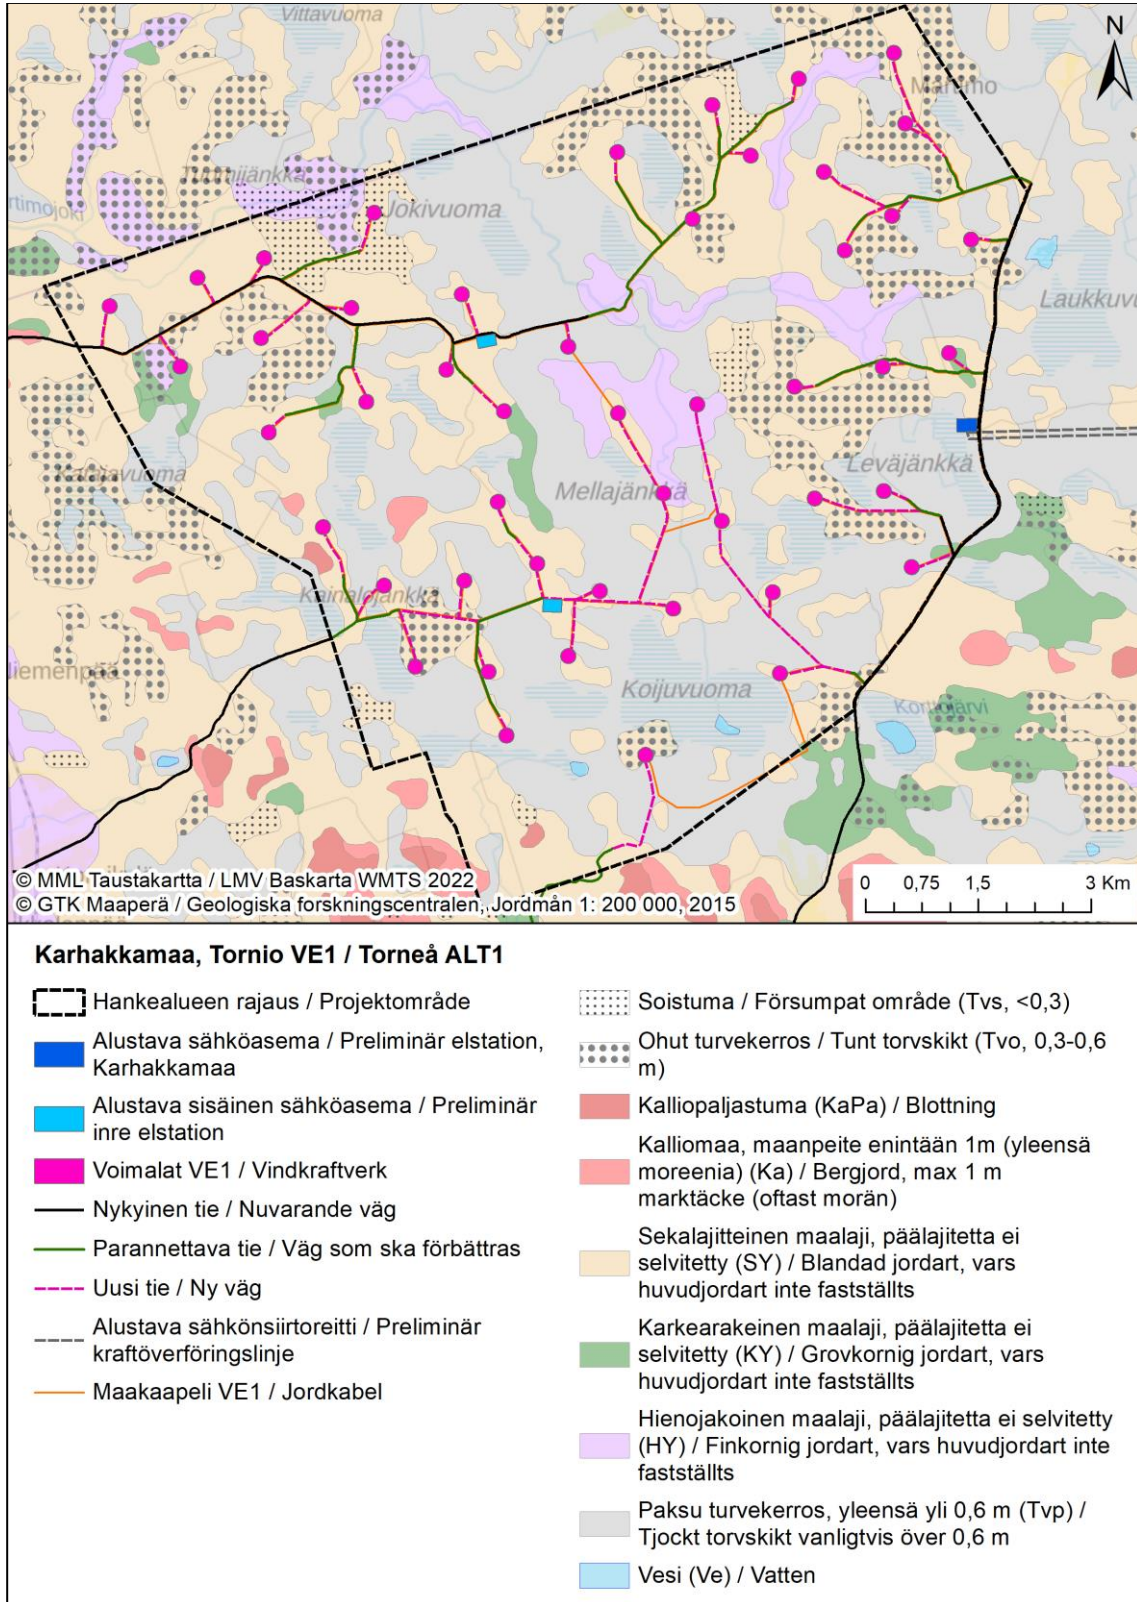 Vittavuoma
N
Martimo
Tuomijänkkä
rtimojoki
Jokivuoma
Laukkuvu
Leväjänkkä
Katajavuoma
Mellajänkkä
Kainalojänkkä
liemenpää
Koijuvuoma
Korttojärvi
© MML Taustakartta / LMV Baskarta WMTS 2022
© GTK Maaperä / Geologiska forskningscentralen, Jordmån 1: 200 000, 2015
0 0,75 1,5 3 Km
Karhakkamaa, Tornio VE1 / Torneå ALT1
Hankealueen rajaus / Projektområde
Alustava sähköasema / Preliminär elstation,
Karhakkamaa
Alustava sisäinen sähköasema / Preliminär
inre elstation
Voimalat VE1 / Vindkraftverk
Nykyinen tie / Nuvarande väg
Parannettava tie / Väg som ska förbättras
Uusi tie / Ny väg
Alustava sähkönsiirtoreitti / Preliminär
kraftöverföringslinje
Maakaapeli VE1 / Jordkabel
Soistuma / Försumpat område (Tvs, <0,3)
Ohut turvekerros / Tunt torvskikt (Tvo, 0,3-0,6
m)
Kalliopaljastuma (KaPa) / Blottning
Kalliomaa, maanpeite enintään 1m (yleensä
moreenia) (Ka) / Bergjord, max 1 m
marktäcke (oftast morän)
Sekalajitteinen maalaji, päälajitetta ei
selvitetty (SY) / Blandad jordart, vars
huvudjordart inte fastställts
Karkearakeinen maalaji, päälajitetta ei
selvitetty (KY) / Grovkornig jordart, vars
huvudjordart inte fastställts
Hienojakoinen maalaji, päälajitetta ei selvitetty
(HY) / Finkornig jordart, vars huvudjordart inte
fastställts
Paksu turvekerros, yleensä yli 0,6 m (Tvp) /
Tjockt torvskikt vanligtvis över 0,6 m
Vesi (Ve) / Vatten